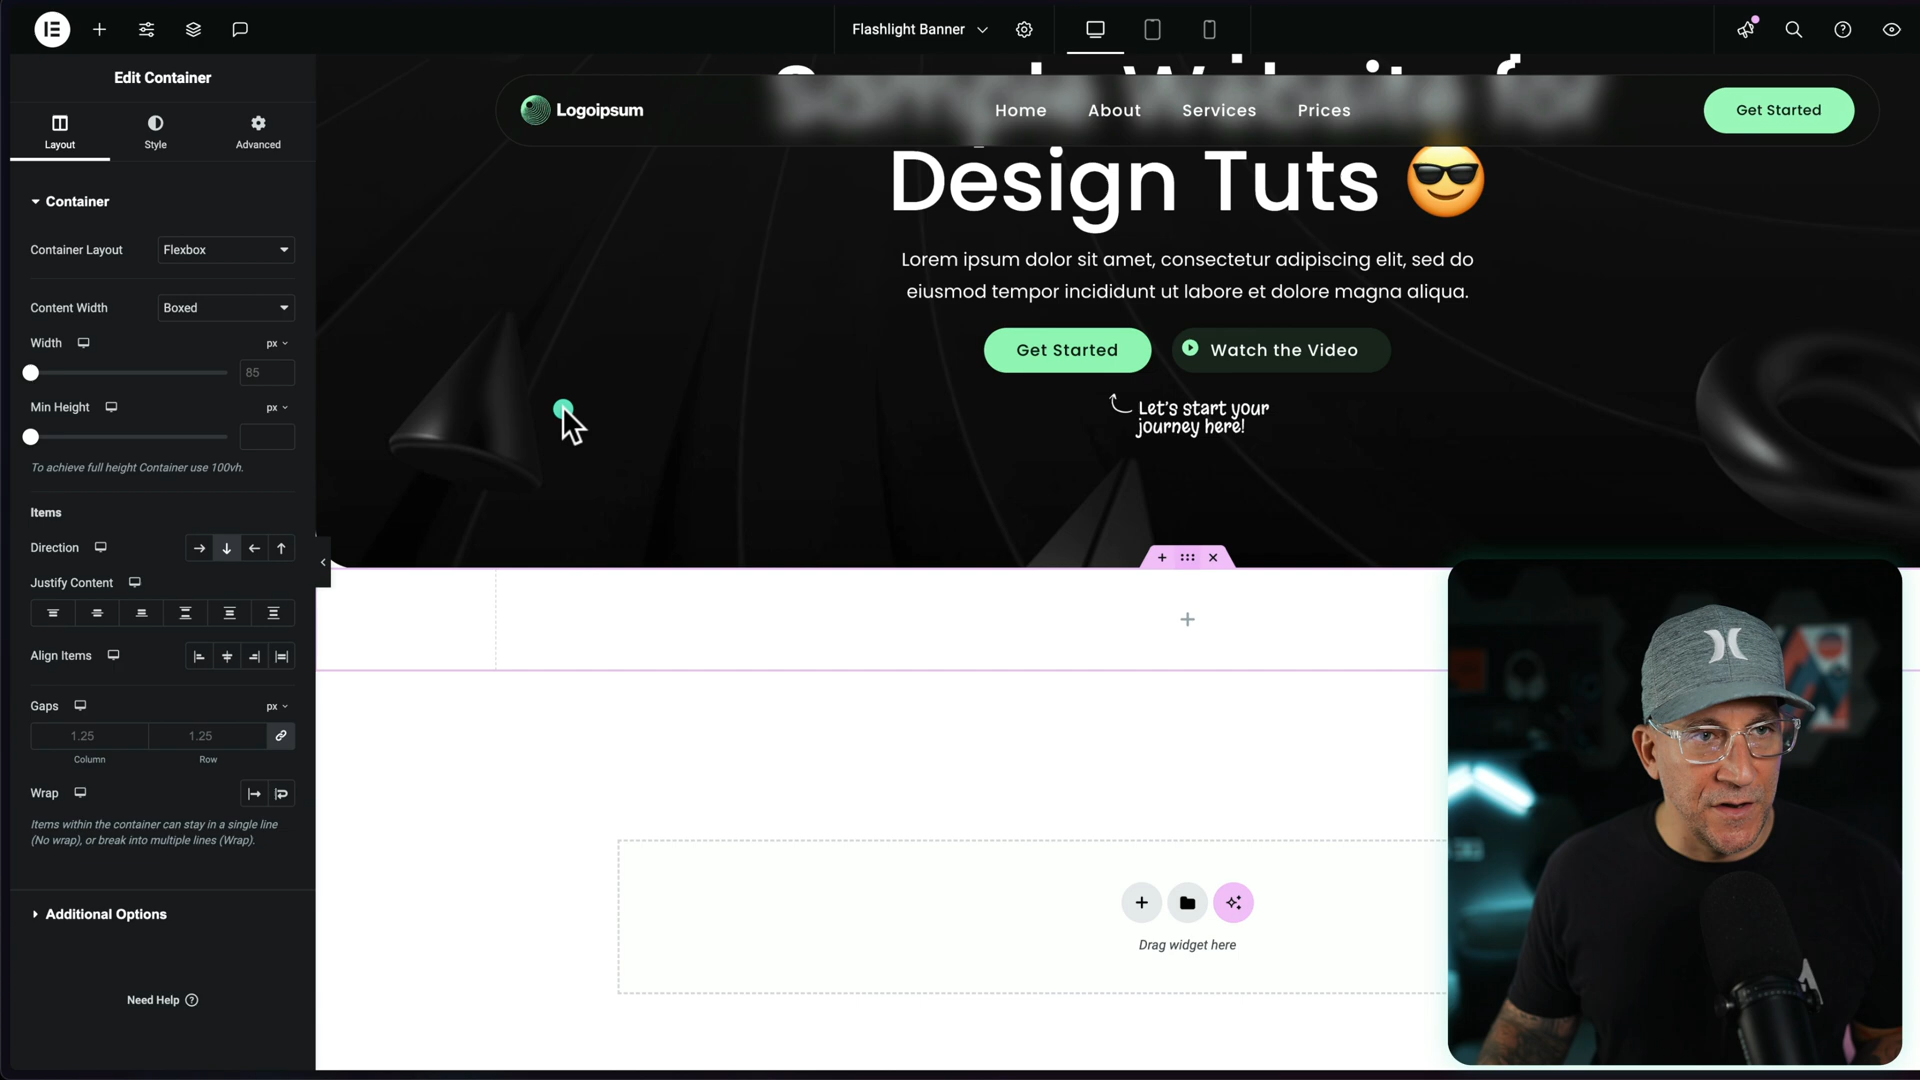 Flashlight Banner
Edit Container
Layout
Style
Advanced
Container
Container Layout
Flexbox
Content Width
Boxed
Width
px
85
Min Height
px
To achieve full height Container use 100vh.
Items
Direction
Justify Content
Align Items
Gaps
px
1.25
1.25
Column
Row
Wrap
Items within the container can stay in a single line
(No wrap), or break into multiple lines (Wrap).
Additional Options
Need Help
Logoipsum
Home
About
Services
Prices
Get Started
Sample Website for
Design Tuts
Lorem ipsum dolor sit amet, consectetur adipiscing elit, sed do
eiusmod tempor incididunt ut labore et dolore magna aliqua.
Get Started
Watch the Video
Let's start your
journey here!
Drag widget here